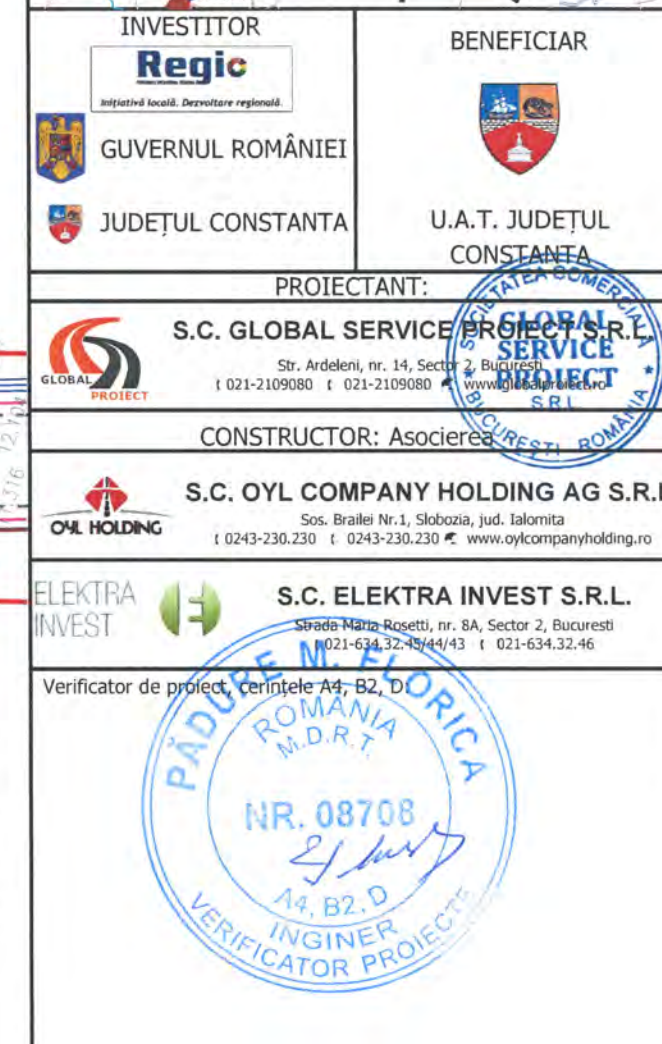 INVESTITOR
Regio
Inițiativă locală. Dezvoltare regională.
GUVERNUL ROMÂNIEI
JUDEȚUL CONSTANTA
BENEFICIAR
U.A.T. JUDEȚUL
CONSTANTA
PROIECTANT:
GLOBAL
PROIECT
S.C. GLOBAL SERVICE PROIECT S.R.L.
Str. Ardeleni, nr. 14, Sector 2, Bucuresti
t 021-2109080 t 021-2109080 www.globalproiect.ro
SOCIETATEA COMERCIALĂ
GLOBAL
SERVICE
PROIECT
S.R.L
* BUCUREȘTI ROMÂNIA *
CONSTRUCTOR: Asocierea
OYL HOLDING
S.C. OYL COMPANY HOLDING AG S.R.L
Sos. Brailei Nr.1, Slobozia, jud. Ialomita
t 0243-230.230 t 0243-230.230 www.oylcompanyholding.ro
ELEKTRA
INVEST
S.C. ELEKTRA INVEST S.R.L.
Strada Maria Rosetti, nr. 8A, Sector 2, Bucuresti
t 021-634.32.45/44/43 t 021-634.32.46
Verificator de proiect, cerințele A4, B2, D:
PĂDURE M. FLORICA
ROMÂNIA
M.D.R.T.
NR. 08708
A4, B2, D
INGINER
VERIFICATOR PROIECTE